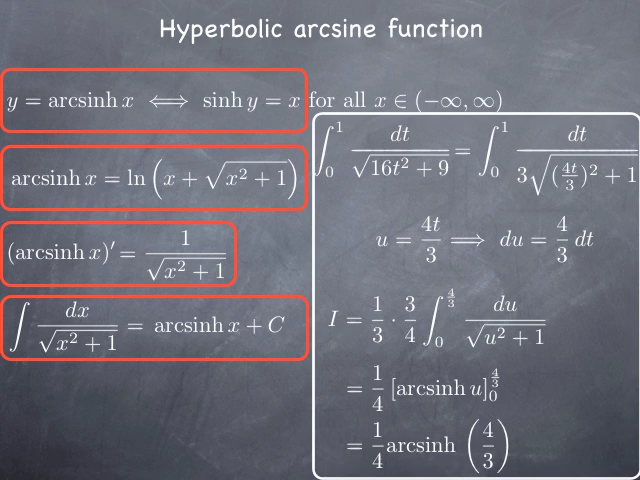 Hyperbolic arcsine function
y = arcsinh x ⟺ sinh y = x for all x ∈ (−∞, ∞)
arcsinh x = ln(x + √(x² + 1))
(arcsinh x)′ = 1/√(x² + 1)
∫ dx/√(x² + 1) = arcsinh x + C
∫₀¹ dt/√(16t² + 9) = ∫₀¹ dt/(3√((4t/3)² + 1))
u = 4t/3 ⟹ du = 4/3 dt
I = 1/3 · 3/4 ∫₀^{4/3} du/√(u² + 1)
= 1/4 [arcsinh u]₀^{4/3}
= 1/4 arcsinh (4/3)